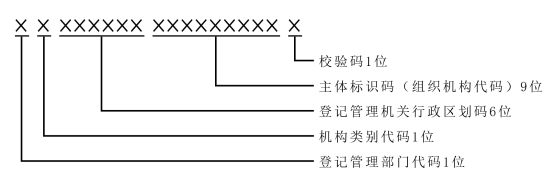 × × ×××××× ××××××××× ×
校验码1位
主体标识码（组织机构代码）9位
登记管理机关行政区划码6位
机构类别代码1位
登记管理部门代码1位